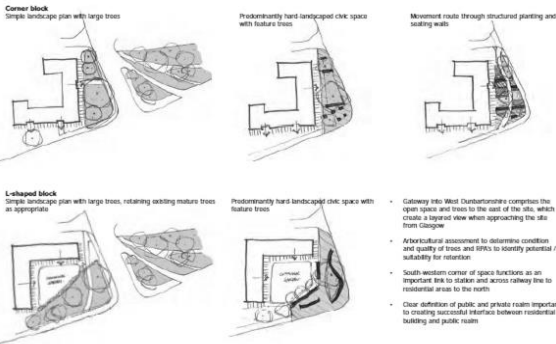 Corner block
Simple landscape plan with large trees
Predominantly hard-landscaped civic space
with feature trees
Movement route through structured planting and
seating walls
L-shaped block
Simple landscape plan with large trees, retaining existing mature trees
as appropriate
Predominantly hard-landscaped civic space with
feature trees
- Gateway into West Dunbartonshire comprises the
open space and trees to the east of the site, which
create a layered view when approaching the site
from Glasgow
- Arboricultural assessment to determine condition
and quality of trees and RPA's to identify potential /
suitability for retention
- South-western corner of space functions as an
important link to station and across railway line to
residential areas to the north
- Clear definition of public and private realm importan
to creating successful interface between residential
building and public realm
GARDEN
GARDEN